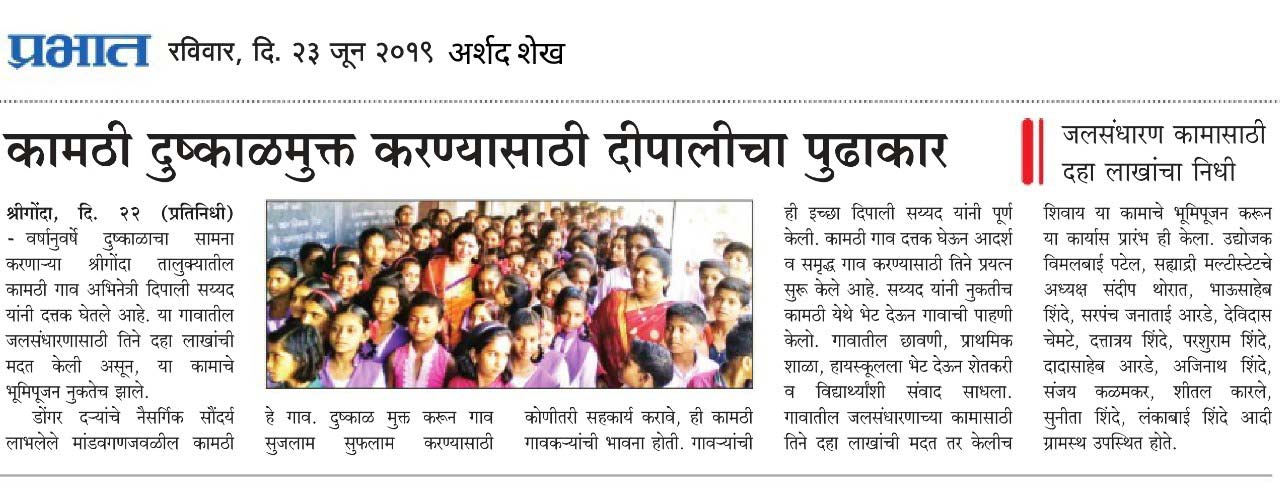 प्रभात रविवार, दि. २३ जून २०१९ अर्शद शेख
कामठी दुष्काळमुक्त करण्यासाठी दीपालीचा पुढाकार
जलसंधारण कामासाठी
दहा लाखांचा निधी
श्रीगोंदा, दि. २२ (प्रतिनिधी)
- वर्षानुवर्षे दुष्काळाचा सामना
करणाऱ्या श्रीगोंदा तालुक्यातील
कामठी गाव अभिनेत्री दिपाली सय्यद
यांनी दत्तक घेतले आहे. या गावातील
जलसंधारणासाठी तिने दहा लाखांची
मदत केली असून, या कामाचे
भूमिपूजन नुकतेच झाले.
डोंगर दऱ्यांचे नैसर्गिक सौंदर्य
लाभलेले मांडवगणजवळील कामठी
हे गाव. दुष्काळ मुक्त करून गाव
सुजलाम सुफलाम करण्यासाठी
कोणीतरी सहकार्य करावे, ही कामठी
गावकऱ्यांची भावना होती. गावऱ्यांची
ही इच्छा दिपाली सय्यद यांनी पूर्ण
केली. कामठी गाव दत्तक घेऊन आदर्श
व समृद्ध गाव करण्यासाठी तिने प्रयत्न
सुरू केले आहे. सय्यद यांनी नुकतीच
कामठी येथे भेट देऊन गावाची पाहणी
केलो. गावातील छावणी, प्राथमिक
शाळा, हायस्कूलला भेट देऊन शेतकरी
व विद्यार्थ्यांशी संवाद साधला.
गावातील जलसंधारणाच्या कामासाठी
तिने दहा लाखांची मदत तर केलीच
शिवाय या कामाचे भूमिपूजन करून
या कार्यास प्रारंभ ही केला. उद्योजक
विमलबाई पटेल, सह्याद्री मल्टीस्टेटचे
अध्यक्ष संदीप थोरात, भाऊसाहेब
शिंदे, सरपंच जनाताई आरडे, देविदास
चेमटे, दत्तात्रय शिंदे, परशुराम शिंदे,
दादासाहेब आरडे, अजिनाथ शिंदे,
संजय कळमकर, शीतल कारले,
सुनीता शिंदे, लंकाबाई शिंदे आदी
ग्रामस्थ उपस्थित होते.